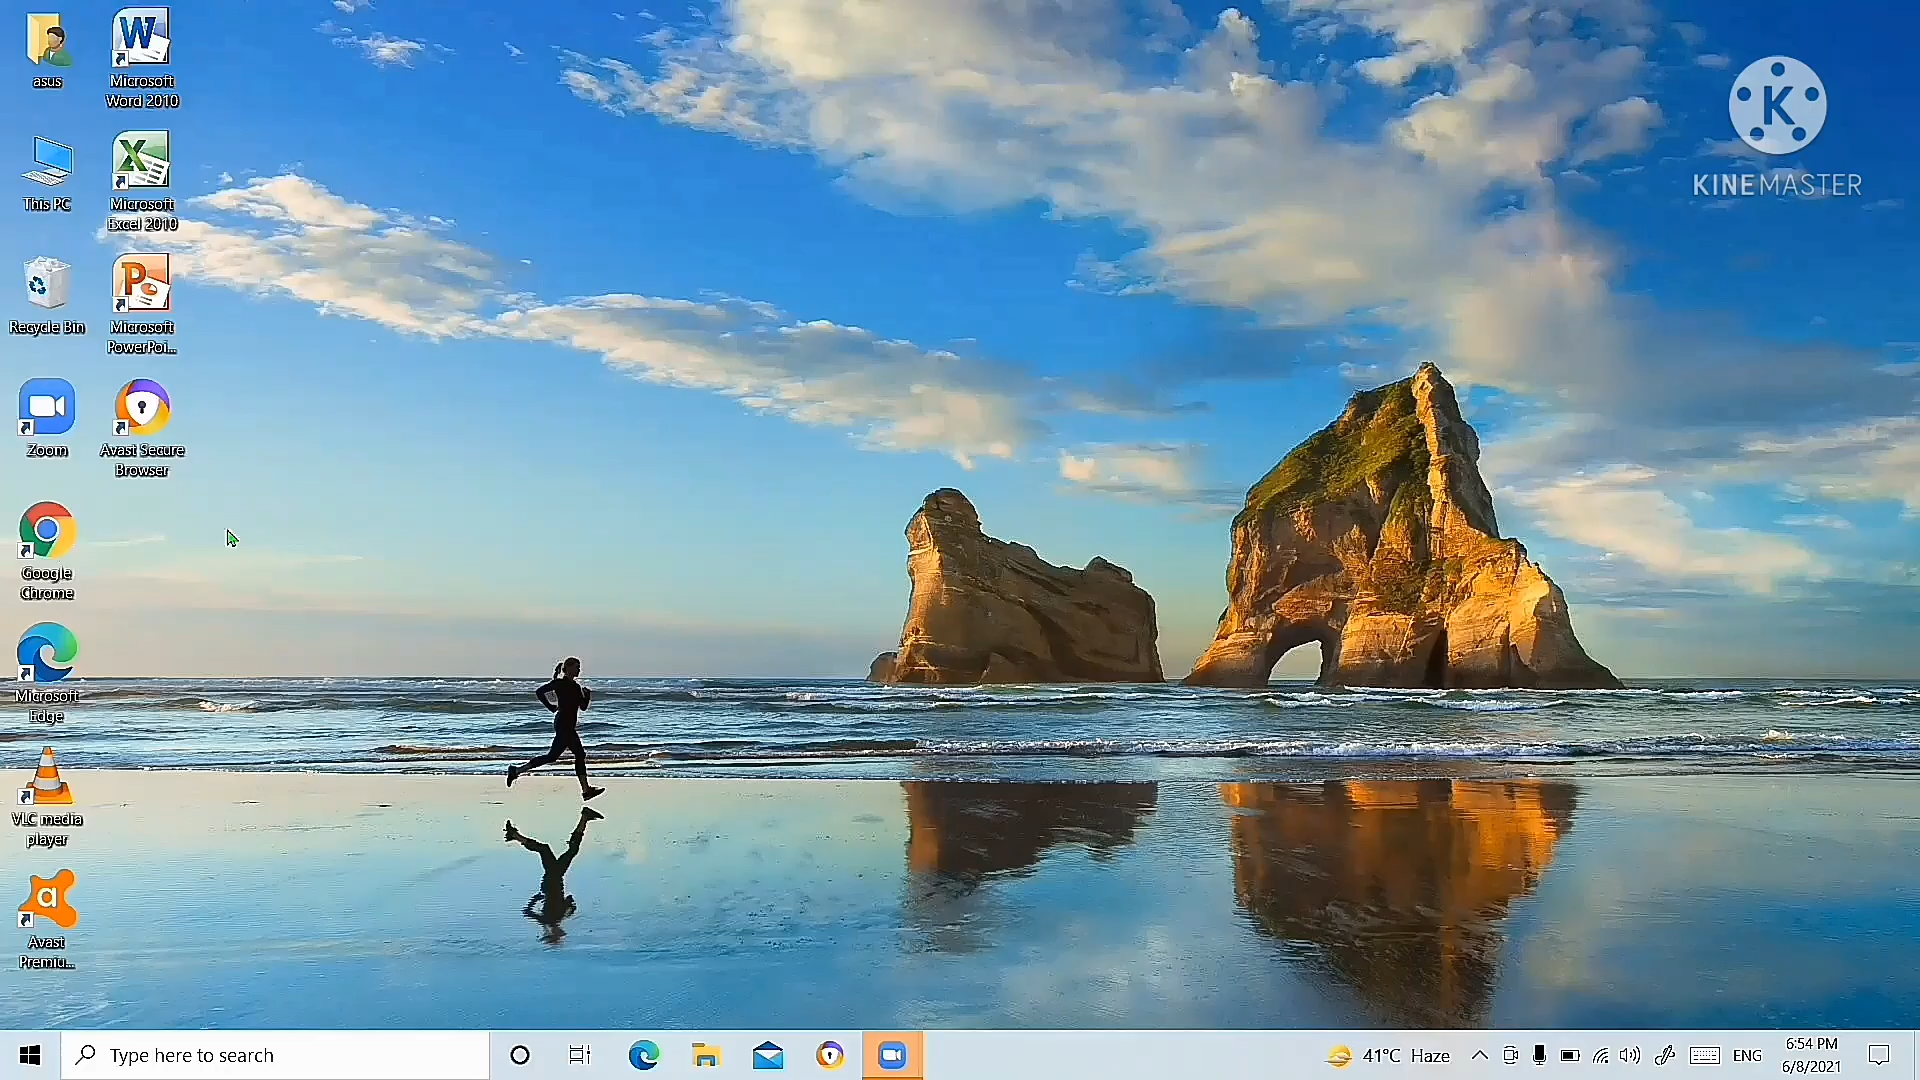 asus
Microsoft
Word 2010
This PC
Microsoft
Excel 2010
Recycle Bin
Microsoft
PowerPoi...
Zoom
Avast Secure
Browser
Google
Chrome
Microsoft
Edge
VLC media
player
Avast
Premiu...
K
KINEMASTER
Type here to search
41°C Haze
ENG
6:54 PM
6/8/2021